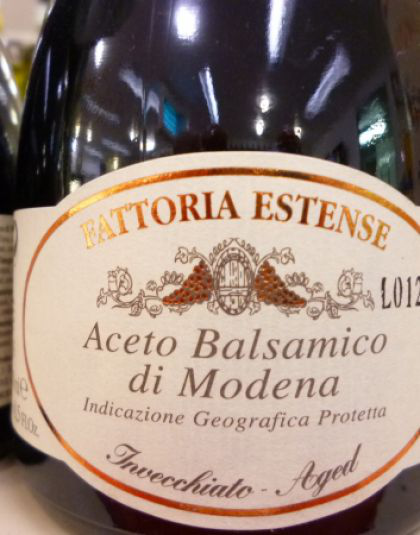 FATTORIA ESTENSE
L012
Aceto Balsamico
di Modena
Indicazione Geografica Protetta
Invecchiato - Aged